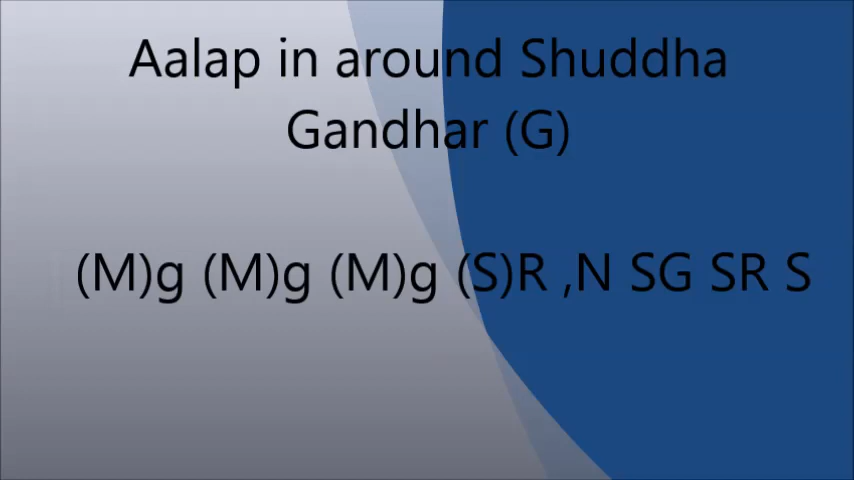 Aalap in around Shuddha
Gandhar (G)
(M)g (M)g (M)g (S)R ,N SG SR S